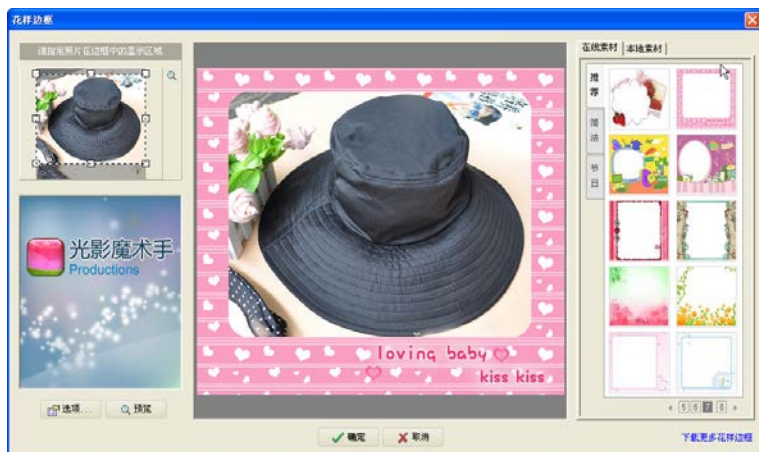 花样边框
请指定照片在边框中的显示区域
光影魔术手
Productions
选项...
预览
loving baby
kiss kiss
确定
取消
在线素材
本地素材
推荐
简洁
节日
5 6 7 8
下载更多花样边框